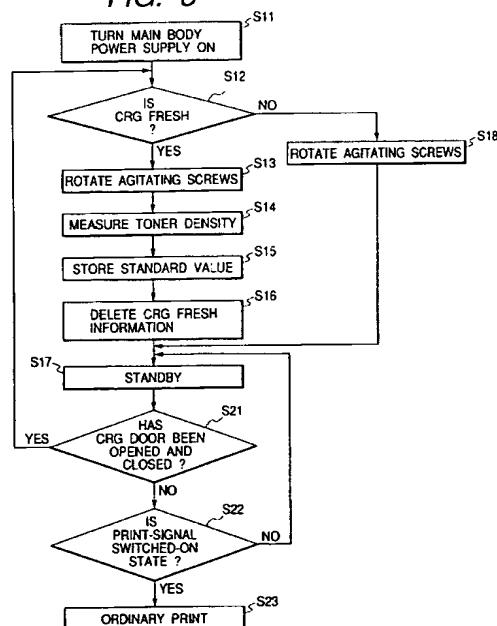 S11
TURN MAIN BODY
POWER SUPPLY ON
S12
IS
CRG FRESH
?
NO
YES
S18
ROTATE AGITATING SCREWS
S13
ROTATE AGITATING SCREWS
S14
MEASURE TONER DENSITY
S15
STORE STANDARD VALUE
S16
DELETE CRG FRESH
INFORMATION
S17
STANDBY
S21
HAS
CRG DOOR BEEN
OPENED AND
CLOSED ?
YES
NO
S22
IS
PRINT-SIGNAL
SWITCHED-ON
STATE ?
NO
YES
S23
ORDINARY PRINT